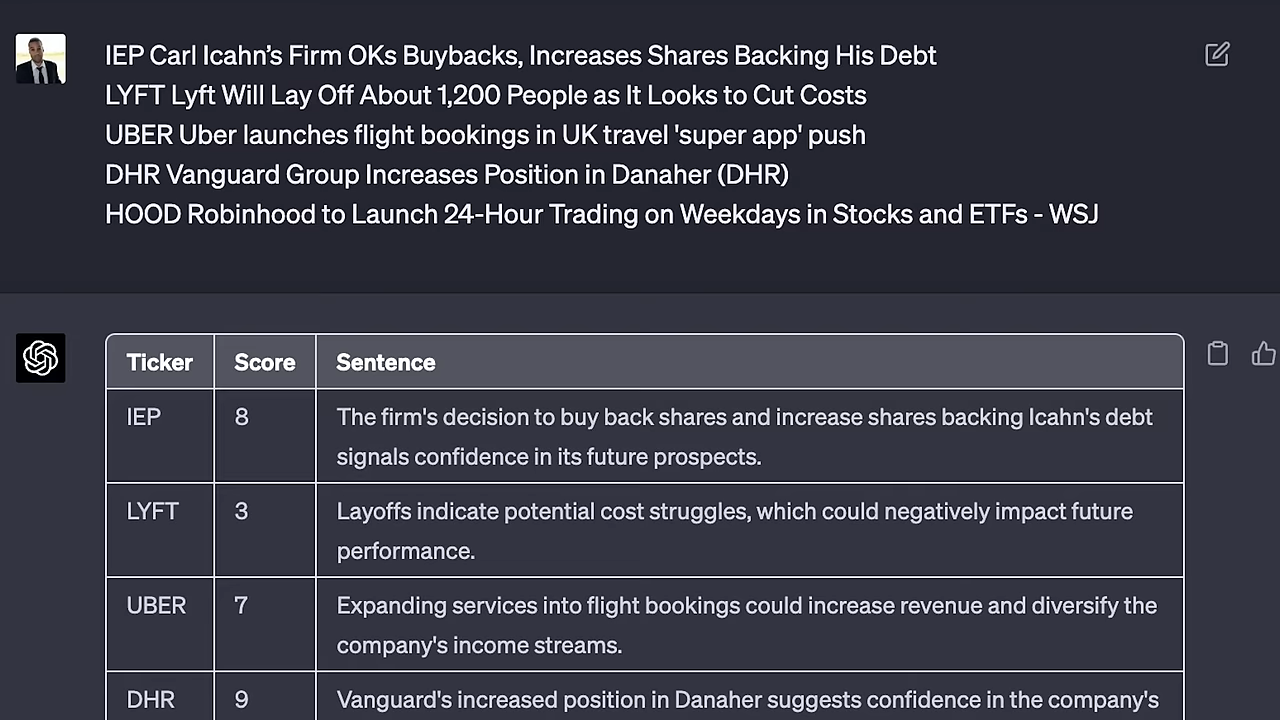 IEP Carl Icahn’s Firm OKs Buybacks, Increases Shares Backing His Debt
LYFT Lyft Will Lay Off About 1,200 People as It Looks to Cut Costs
UBER Uber launches flight bookings in UK travel 'super app' push
DHR Vanguard Group Increases Position in Danaher (DHR)
HOOD Robinhood to Launch 24-Hour Trading on Weekdays in Stocks and ETFs - WSJ
Ticker Score Sentence
IEP 8 The firm's decision to buy back shares and increase shares backing Icahn's debt
signals confidence in its future prospects.
LYFT 3 Layoffs indicate potential cost struggles, which could negatively impact future
performance.
UBER 7 Expanding services into flight bookings could increase revenue and diversify the
company's income streams.
DHR 9 Vanguard's increased position in Danaher suggests confidence in the company's